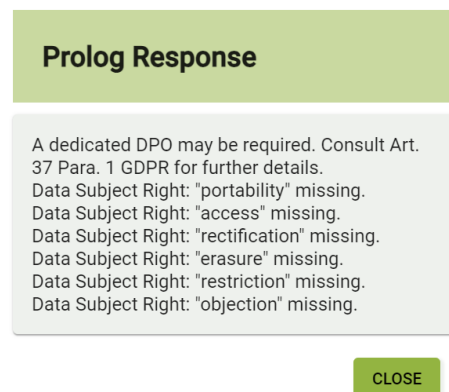 Prolog Response
A dedicated DPO may be required. Consult Art.
37 Para. 1 GDPR for further details.
Data Subject Right: "portability" missing.
Data Subject Right: "access" missing.
Data Subject Right: "rectification" missing.
Data Subject Right: "erasure" missing.
Data Subject Right: "restriction" missing.
Data Subject Right: "objection" missing.
CLOSE